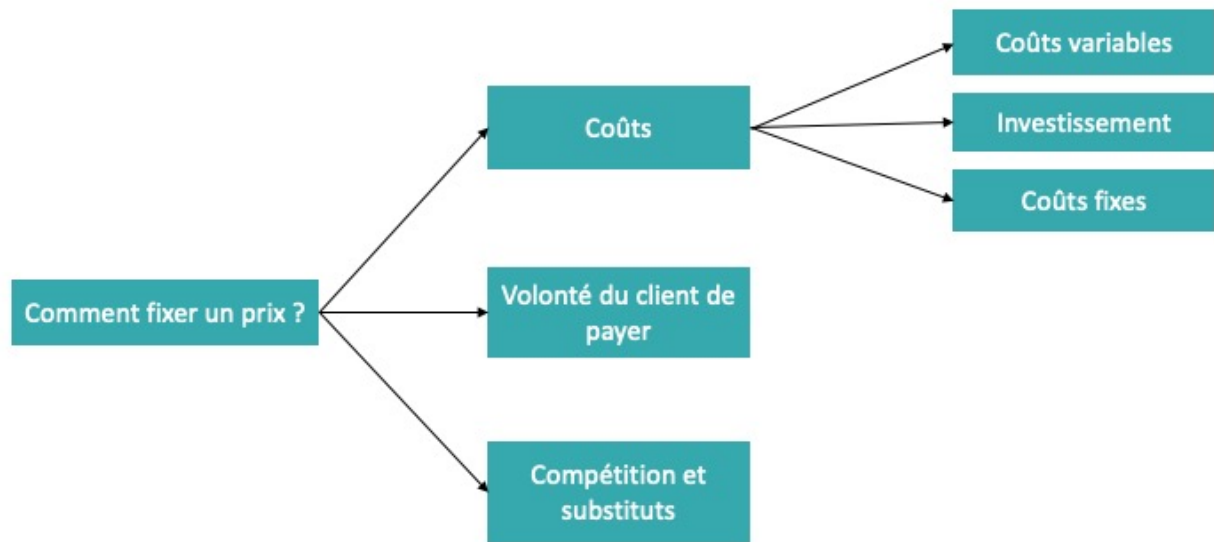 Comment fixer un prix ?
Coûts
Coûts variables
Investissement
Coûts fixes
Volonté du client de
payer
Compétition et
substituts